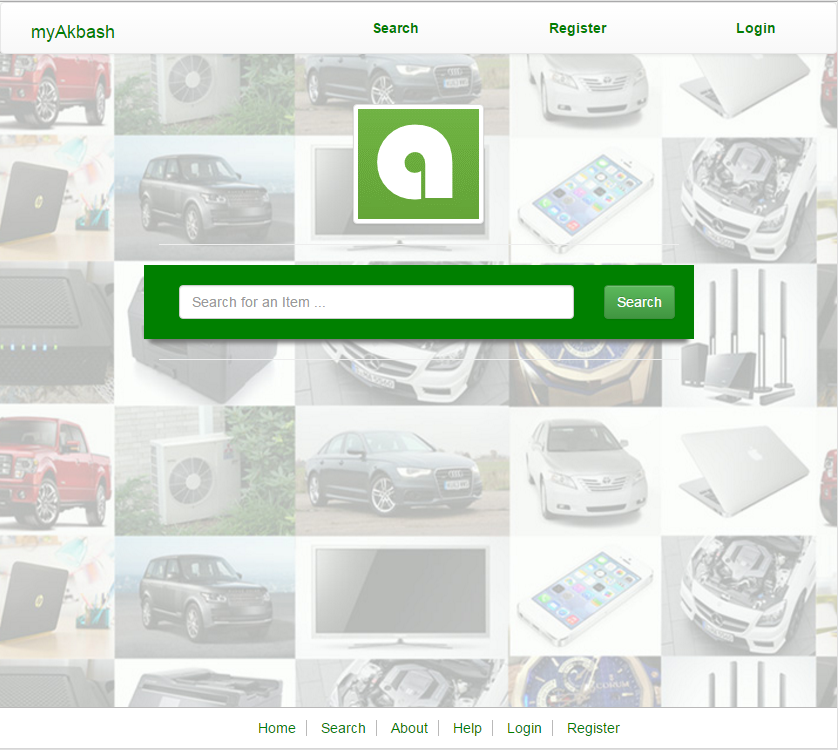 myAkbash Search Register Login
a
Search for an Item ... Search
Home Search About Help Login Register